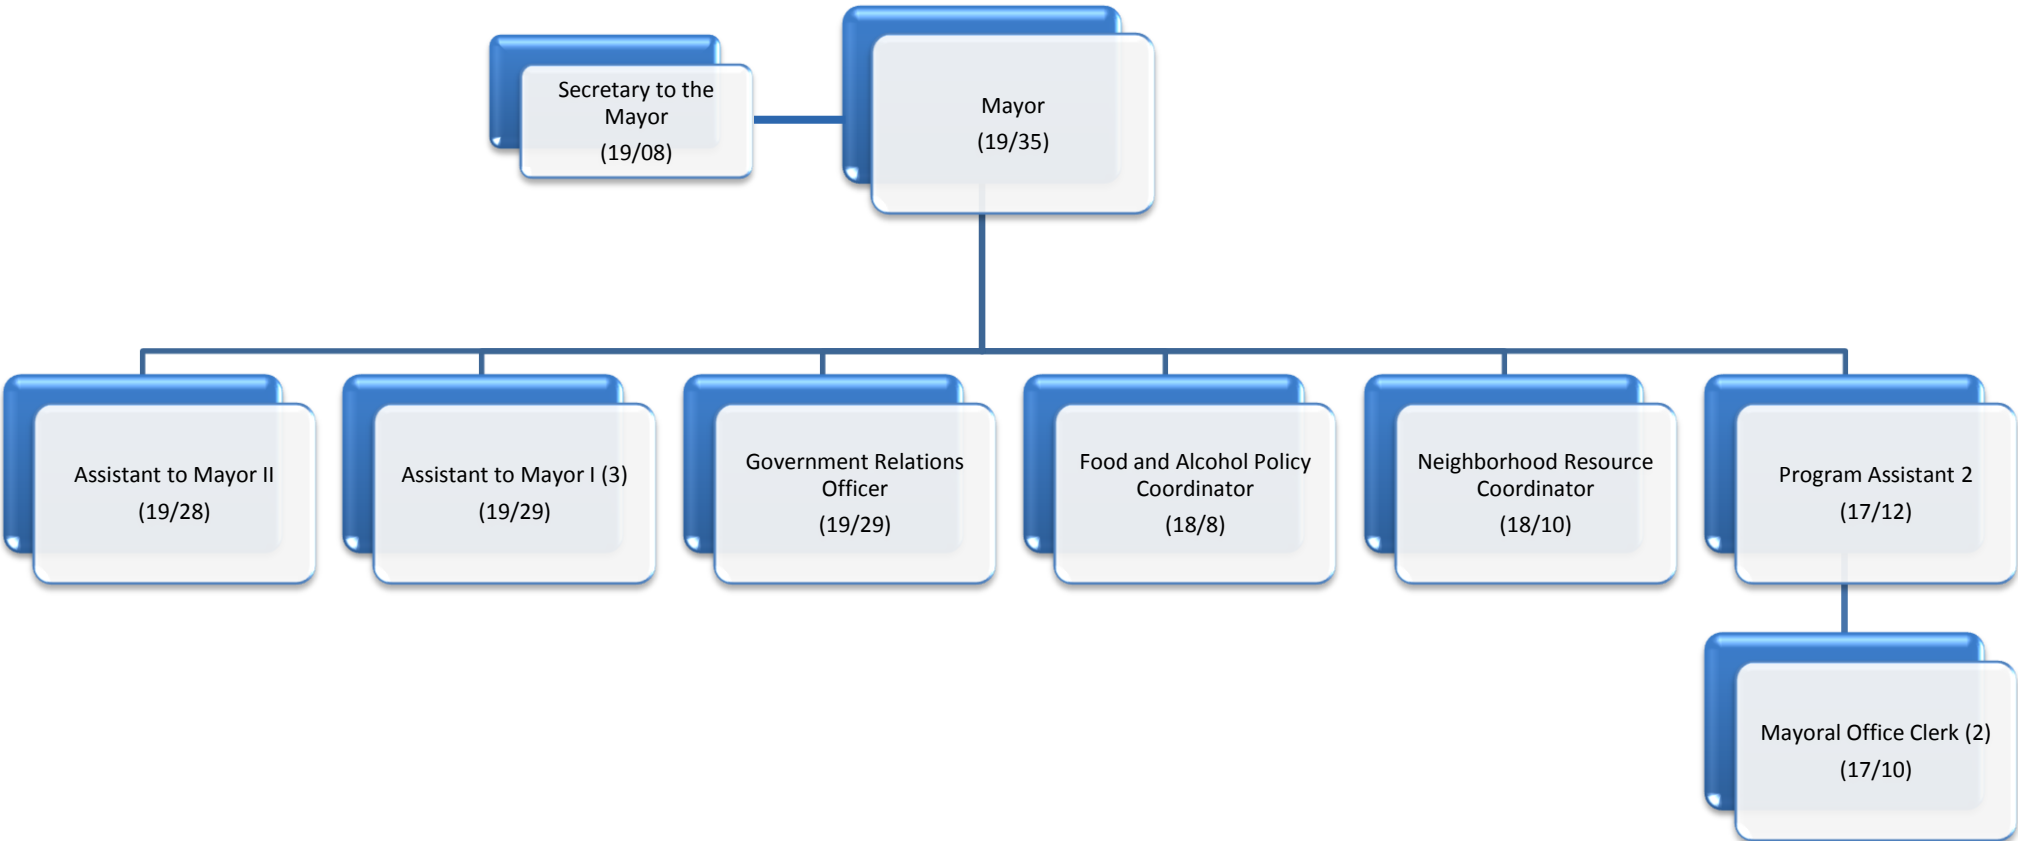 Secretary to the
Mayor
(19/08)
Mayor
(19/35)
Assistant to Mayor II
(19/28)
Assistant to Mayor I (3)
(19/29)
Government Relations
Officer
(19/29)
Food and Alcohol Policy
Coordinator
(18/8)
Neighborhood Resource
Coordinator
(18/10)
Program Assistant 2
(17/12)
Mayoral Office Clerk (2)
(17/10)